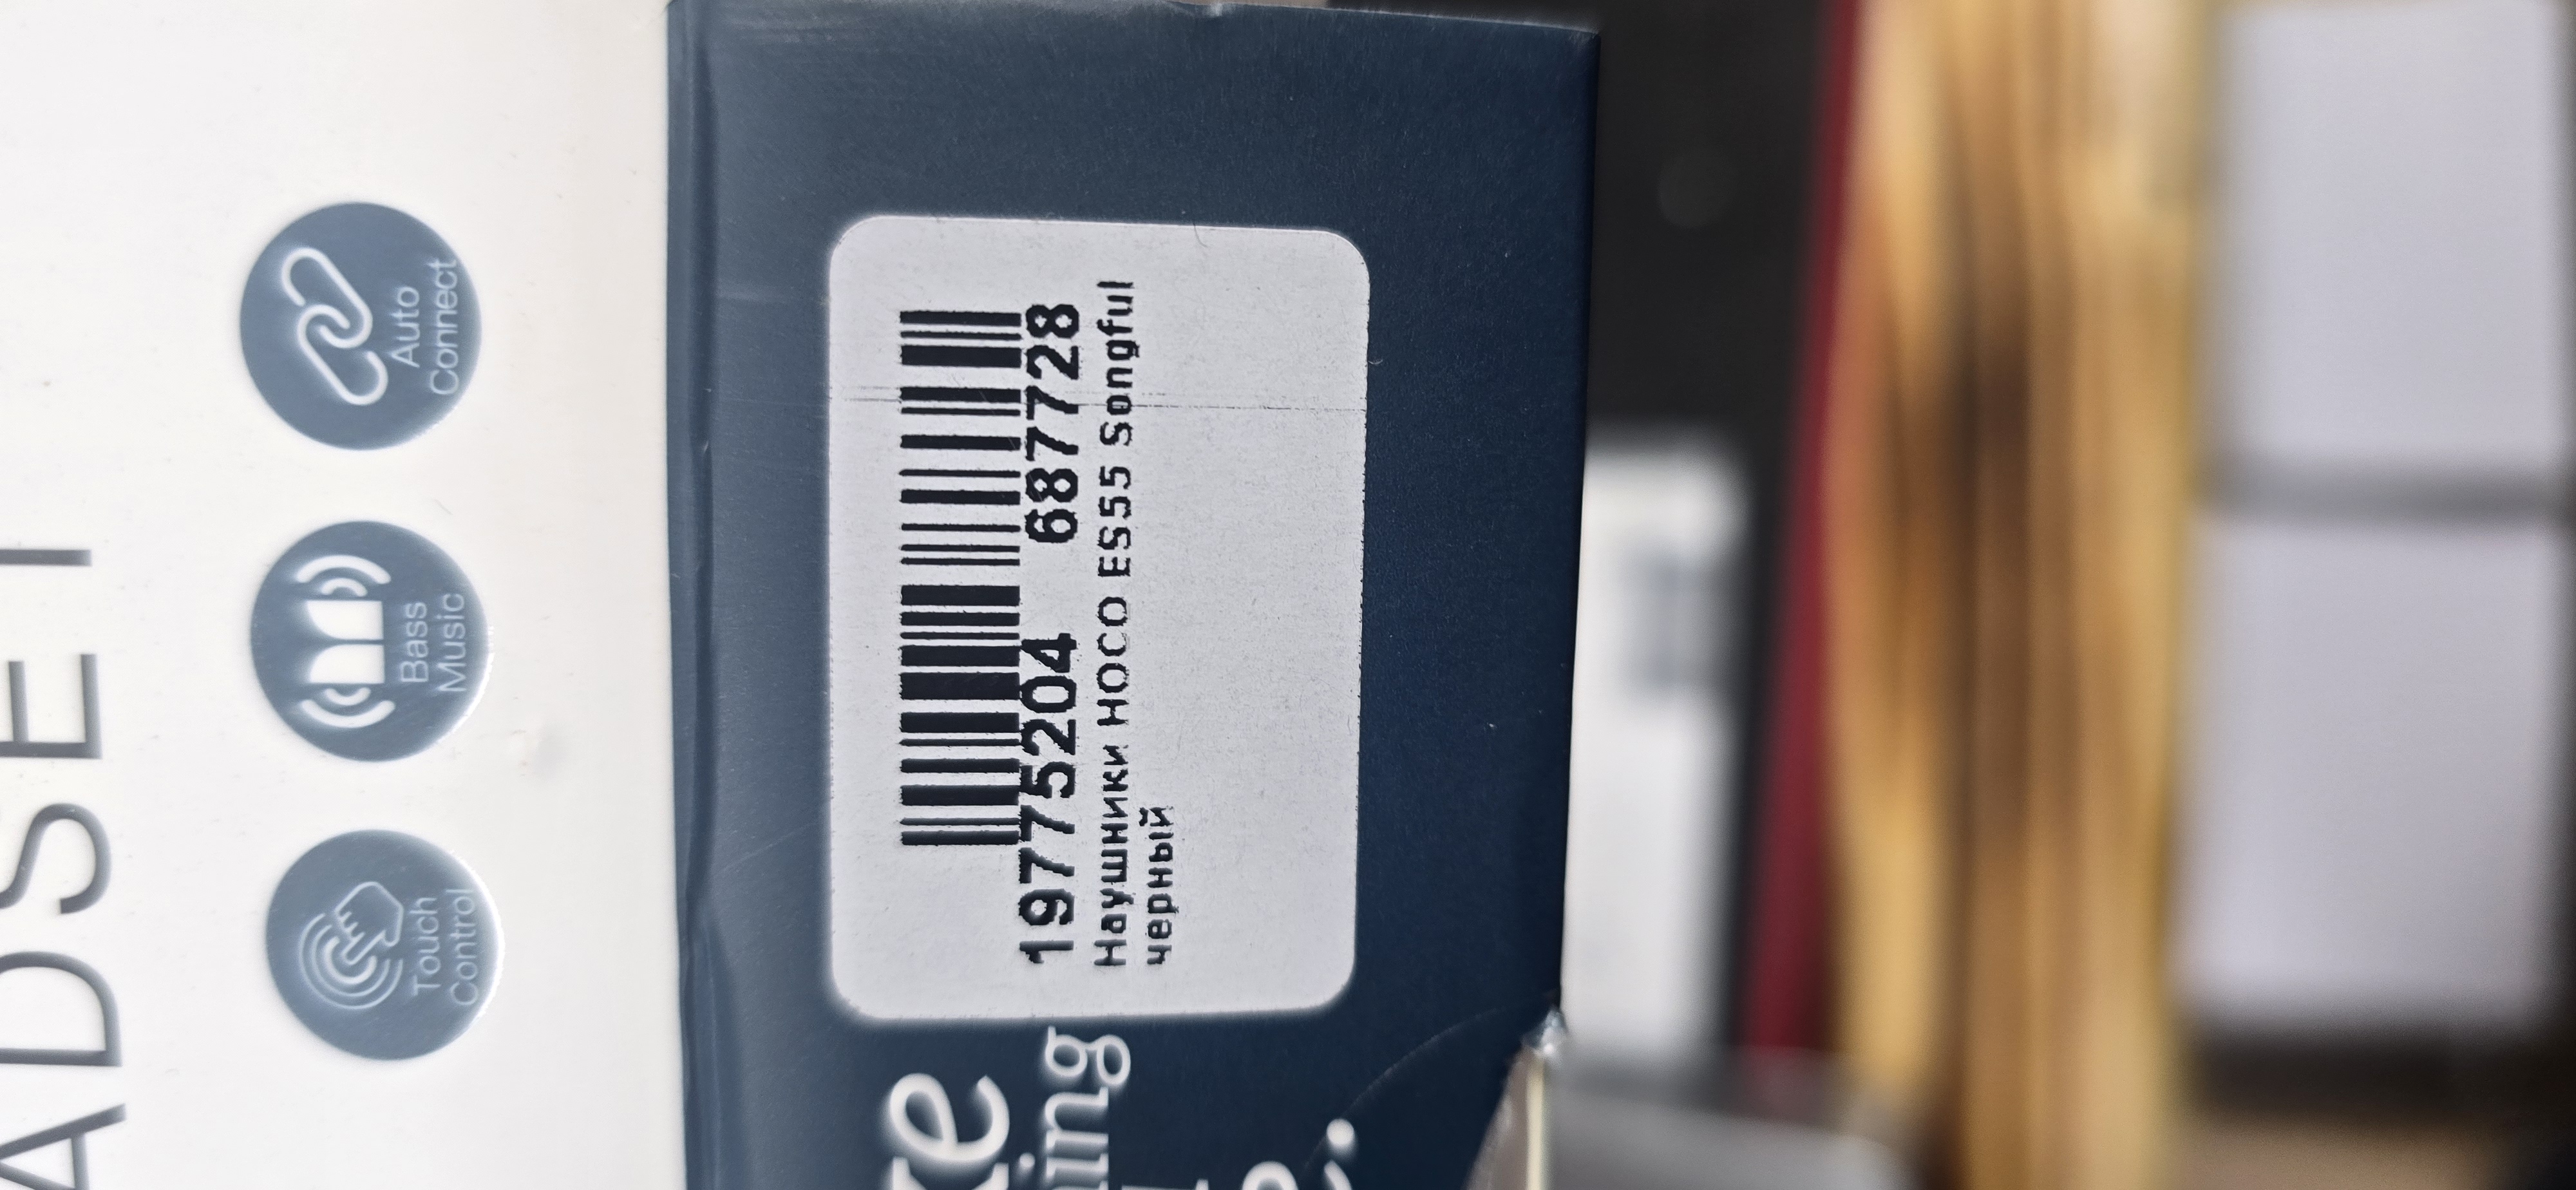 ADSET
Touch
Control
Bass
Music
Auto
Connect
19775204 687728
Наушники HOCO ES55 Songful
черный